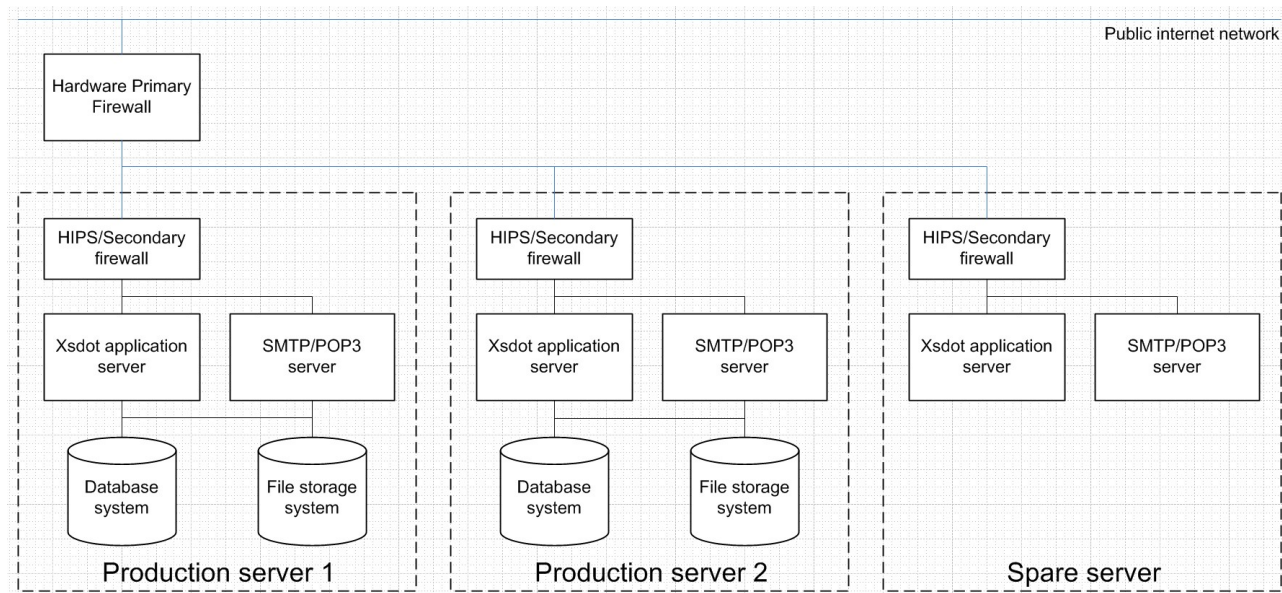 Public internet network
Hardware Primary
Firewall
HIPS/Secondary
firewall
Xsdot application
server
SMTP/POP3
server
Database
system
File storage
system
Production server 1
HIPS/Secondary
firewall
Xsdot application
server
SMTP/POP3
server
Database
system
File storage
system
Production server 2
HIPS/Secondary
firewall
Xsdot application
server
SMTP/POP3
server
Spare server